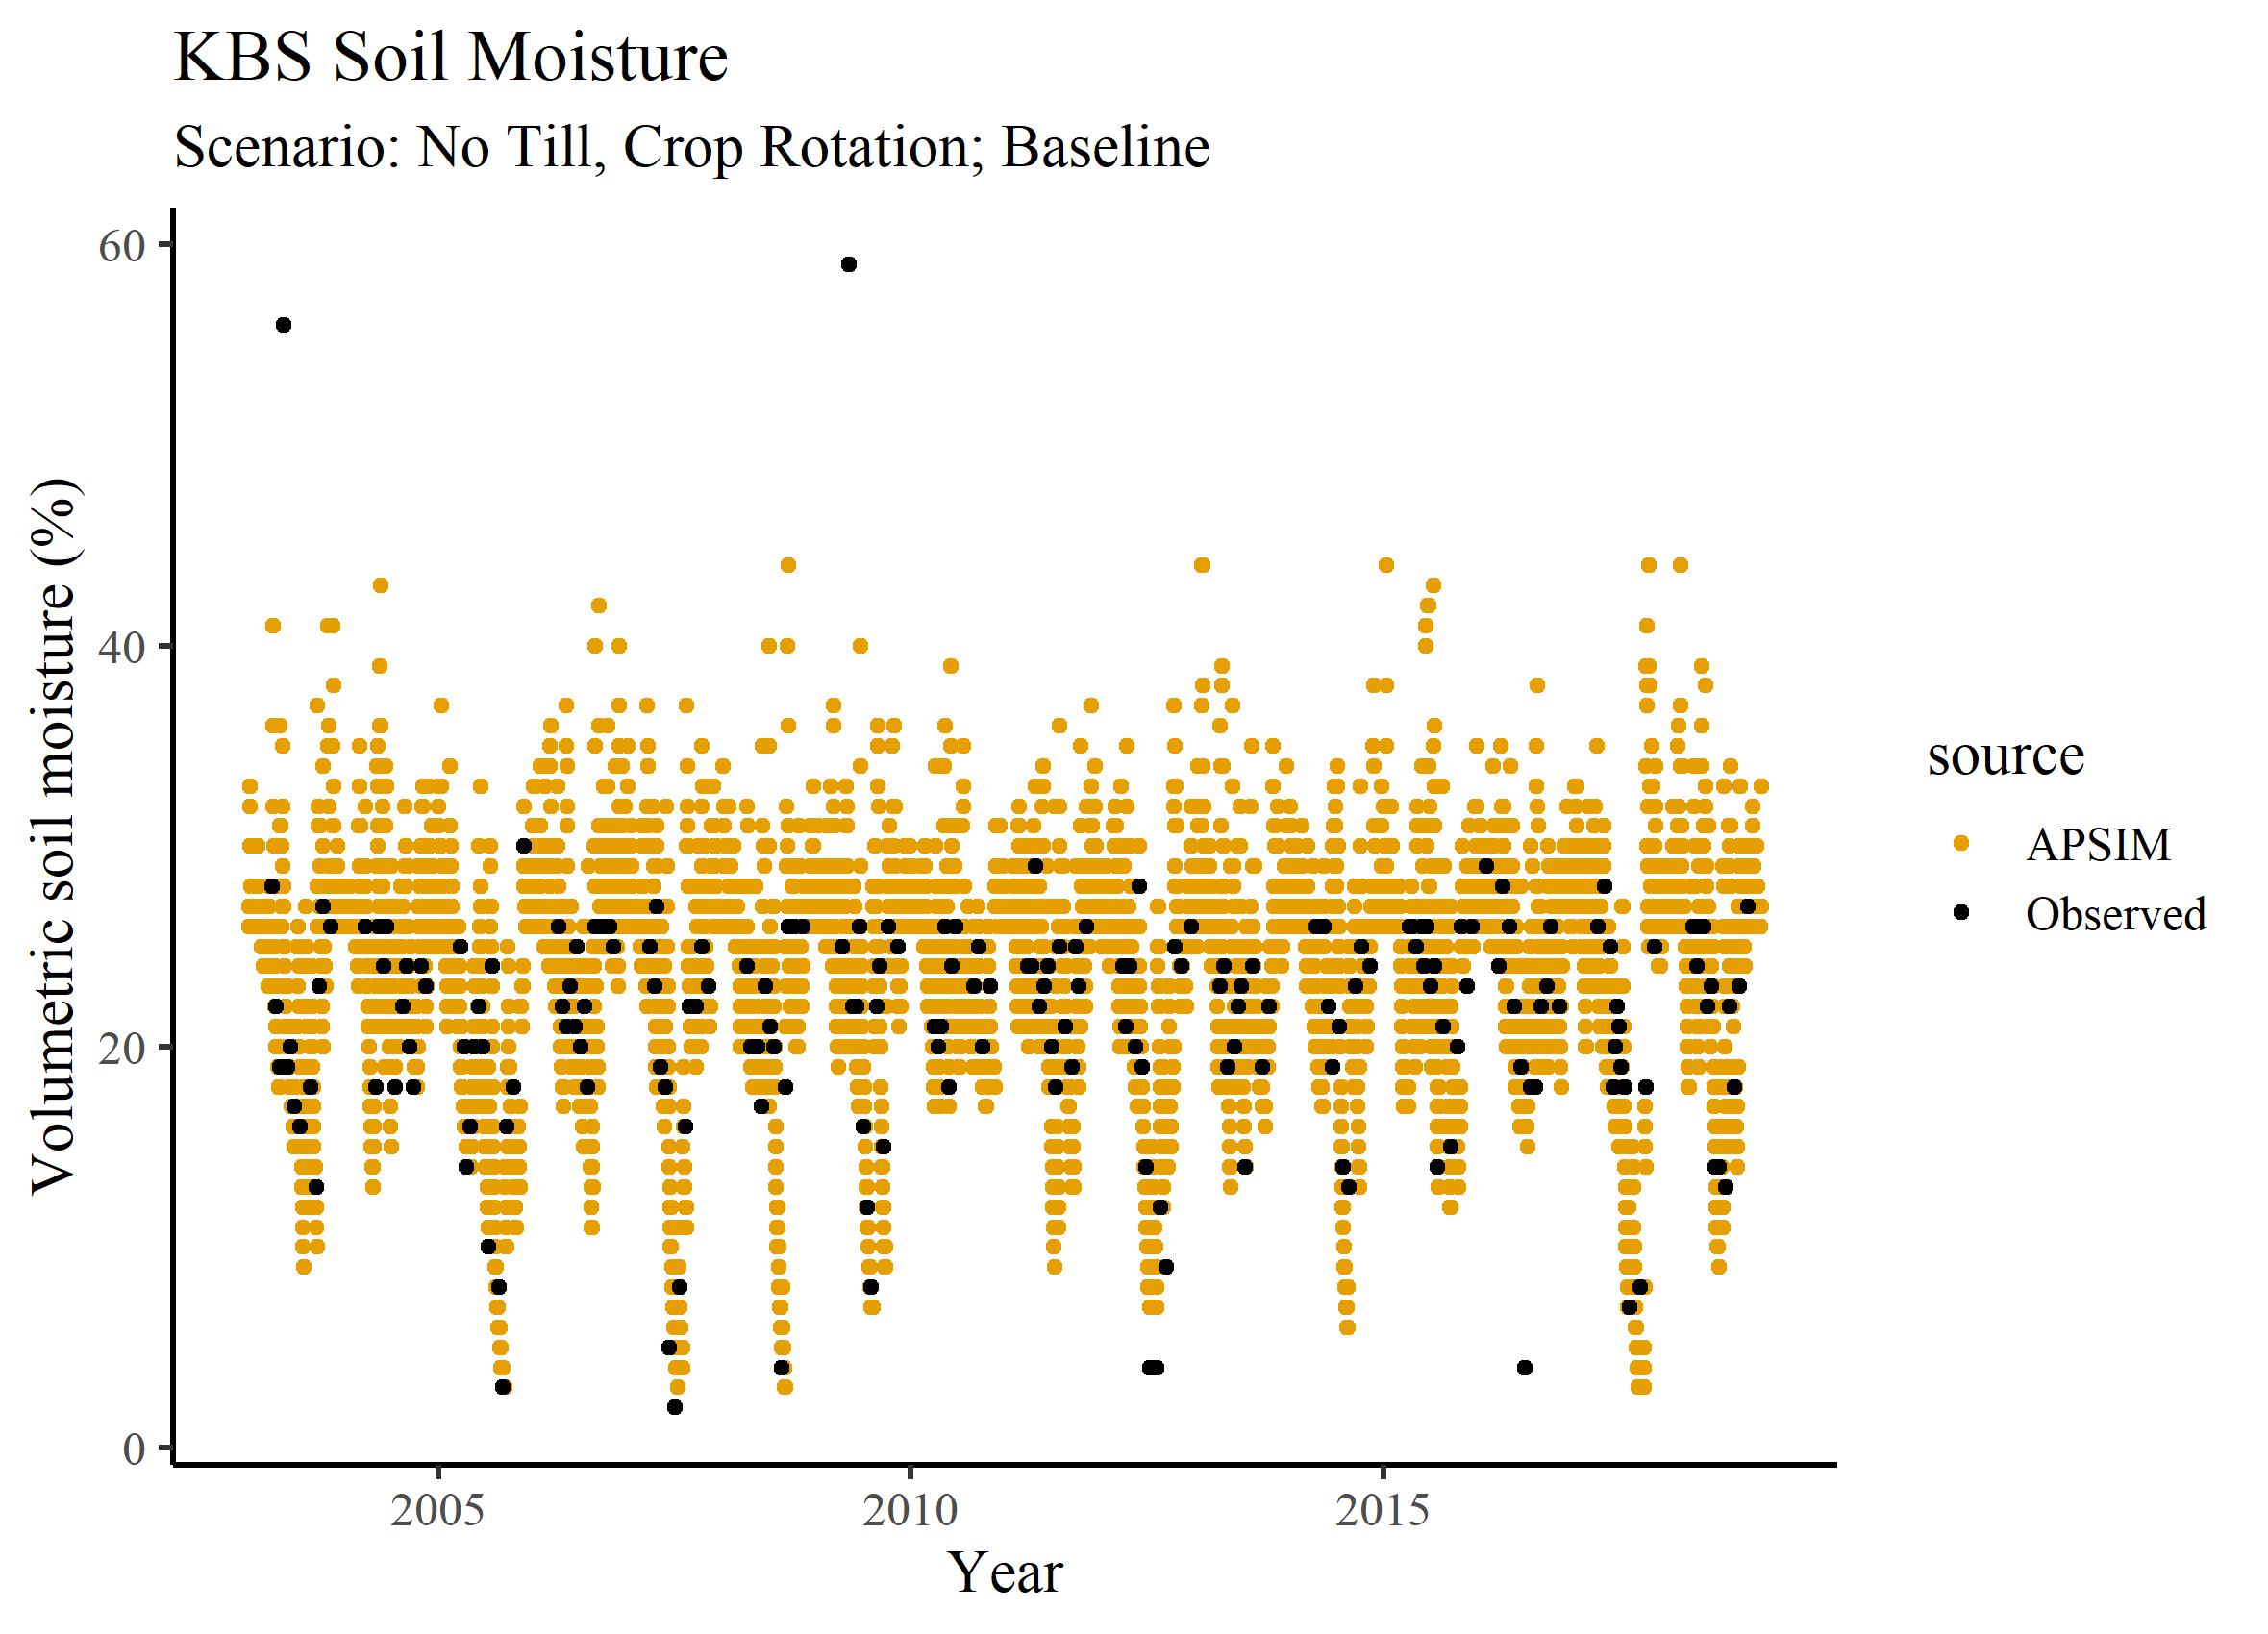 KBS Soil Moisture
Scenario: No Till, Crop Rotation; Baseline
Volumetric soil moisture (%)
60
40
20
0
2005 2010 2015
Year
source
APSIM
Observed